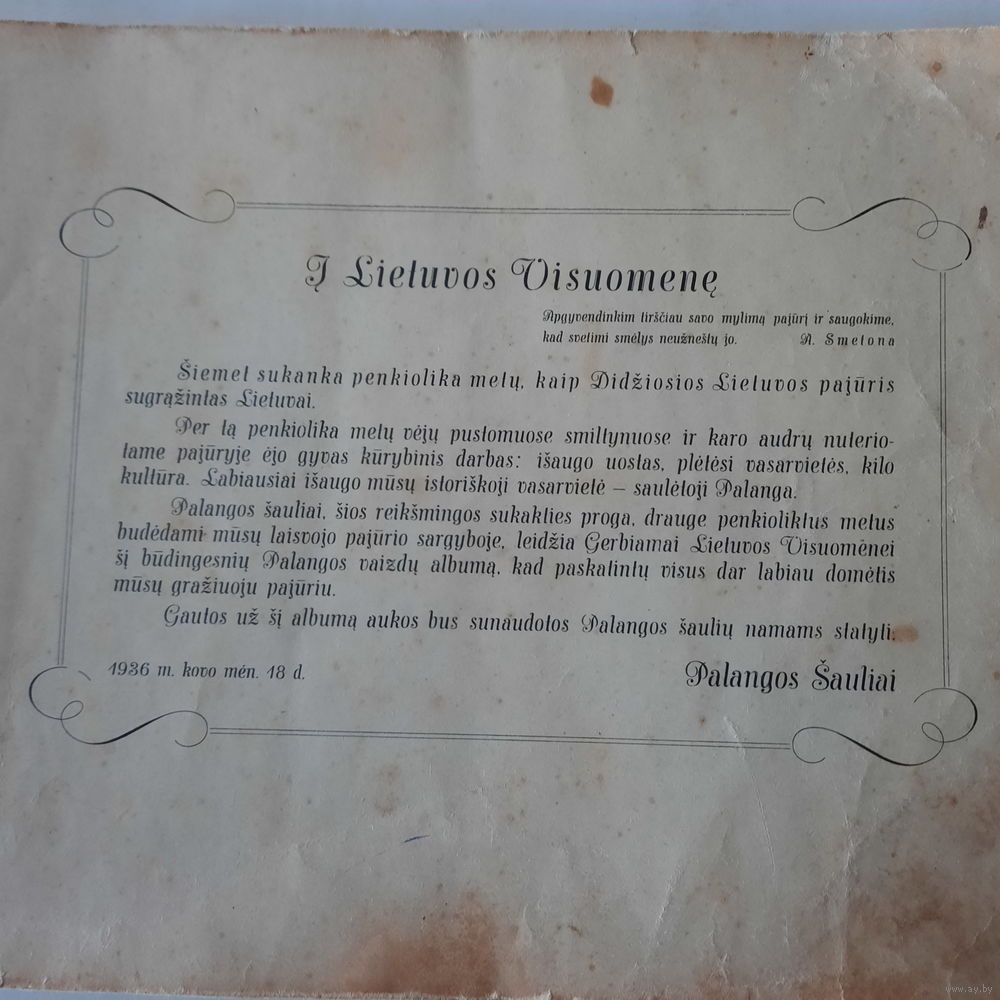 Į Lietuvos Visuomenę
Apgyvendinkim tirščiau savo mylimą pajūrį ir saugokime,
kad svetimi smėlys neužneštų jo. A. Smetona
Šiemet sukanka penkiolika metų, kaip Didžiosios Lietuvos pajūris
sugrąžintas Lietuvai.
Per tą penkiolika metų vėjų pustomuose smiltynuose ir karo audrų nuterio-
tame pajūryje ėjo gyvas kūrybinis darbas: išaugo uostas, plėtėsi vasarvietės, kilo
kultūra. Labiausiai išaugo mūsų istoriškoji vasarvietė — saulėtoji Palanga.
Palangos šauliai, šios reikšmingos sukakties proga, drauge penkioliktus metus
budėdami mūsų laisvojo pajūrio sargyboje, leidžia Gerbiamai Lietuvos Visuomėnei
šį būdingesnių Palangos vaizdų albumą, kad paskatintų visus dar labiau domėtis
mūsų gražiuoju pajūriu.
Gautos už šį albumą aukos bus sunaudotos Palangos šaulių namams statyti.
1936 m. kovo mėn. 18 d. Palangos Šauliai
www.ay.by